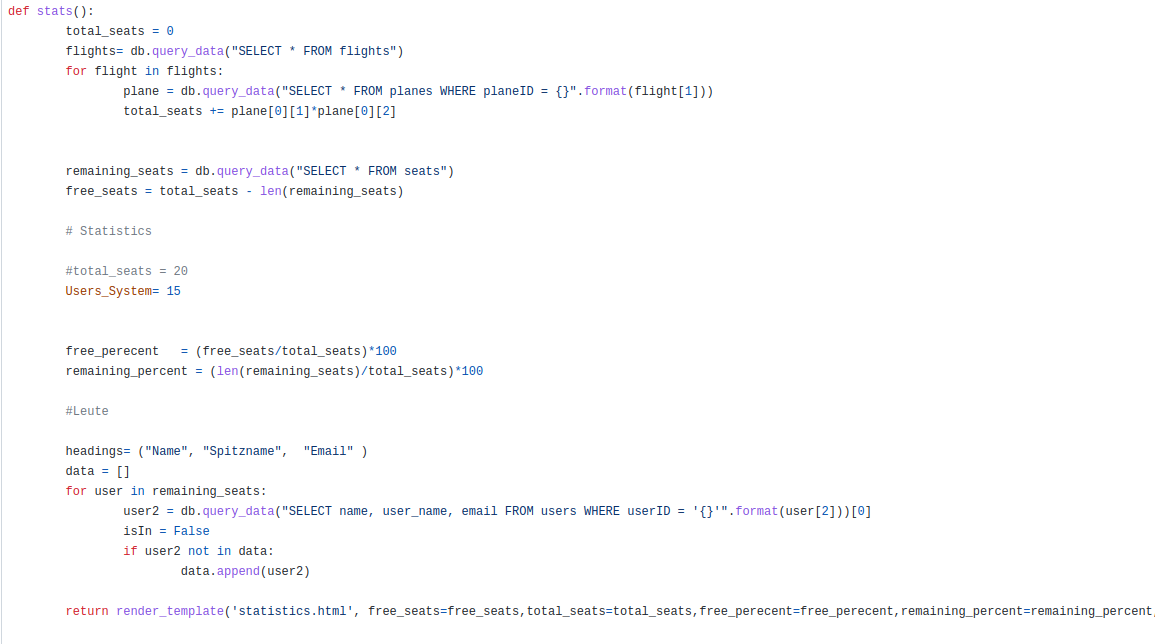 def stats():
total_seats = 0
flights= db.query_data("SELECT * FROM flights")
for flight in flights:
plane = db.query_data("SELECT * FROM planes WHERE planeID = {}".format(flight[1]))
total_seats += plane[0][1]*plane[0][2]
remaining_seats = db.query_data("SELECT * FROM seats")
free_seats = total_seats - len(remaining_seats)
# Statistics
#total_seats = 20
Users_System= 15
free_perecent   = (free_seats/total_seats)*100
remaining_percent = (len(remaining_seats)/total_seats)*100
#Leute
headings= ("Name", "Spitzname",  "Email" )
data = []
for user in remaining_seats:
user2 = db.query_data("SELECT name, user_name, email FROM users WHERE userID = '{}'".format(user[2]))[0]
isIn = False
if user2 not in data:
data.append(user2)
return render_template('statistics.html', free_seats=free_seats,total_seats=total_seats,free_perecent=free_perecent,remaining_percent=remaining_percent,